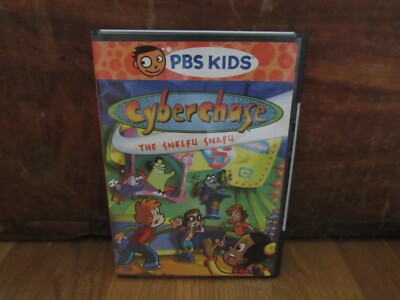 PBS KIDS
Cyberchase
THE SNELFU SNAFU